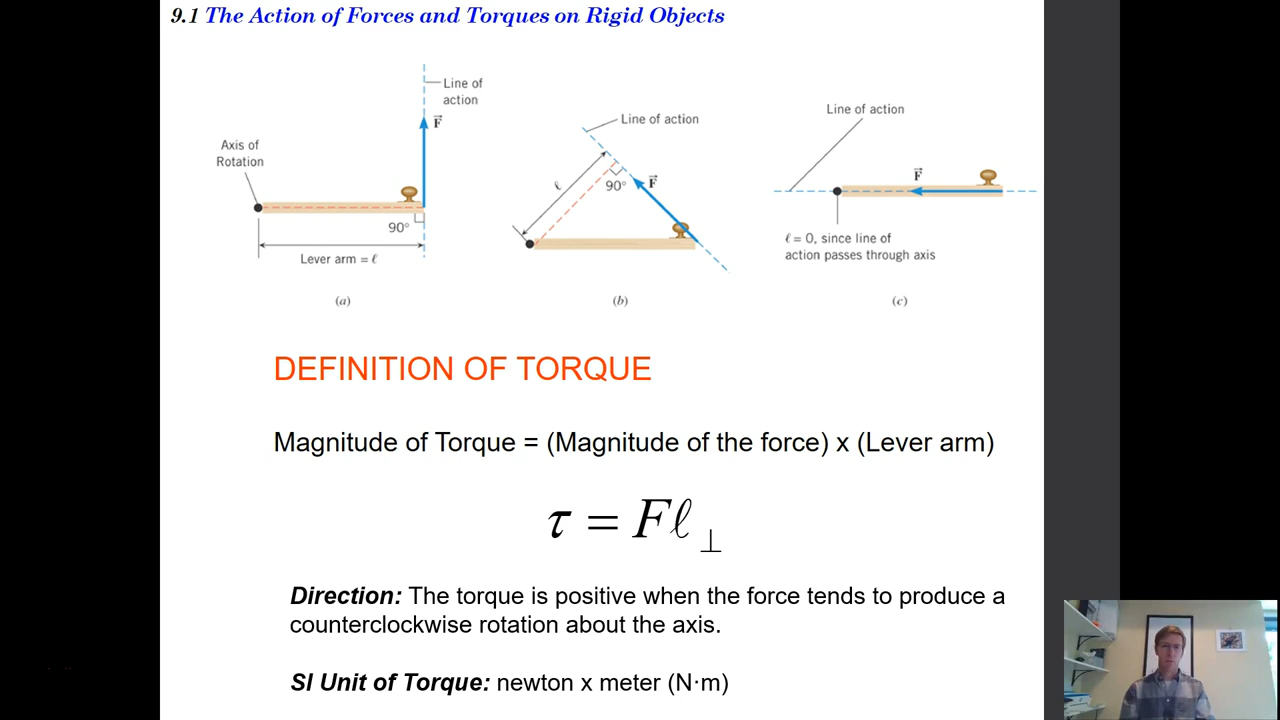 9.1 The Action of Forces and Torques on Rigid Objects
Line of
action
F⃗
Axis of
Rotation
90°
Lever arm = ℓ
(a)
Line of action
ℓ
90°
F⃗
(b)
Line of action
F⃗
ℓ = 0, since line of
action passes through axis
(c)
DEFINITION OF TORQUE
Magnitude of Torque = (Magnitude of the force) x (Lever arm)
τ = Fℓ⊥
Direction: The torque is positive when the force tends to produce a
counterclockwise rotation about the axis.
SI Unit of Torque: newton x meter (N·m)